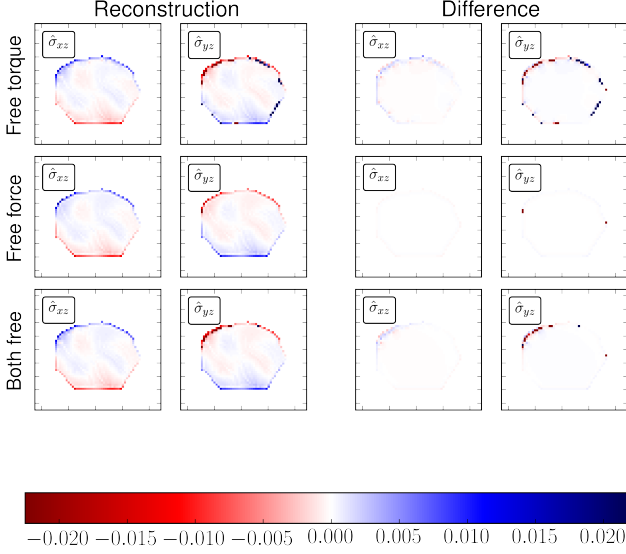 Reconstruction Difference
Free torque
σ̂xz σ̂yz σ̂xz σ̂yz
Free force
σ̂xz σ̂yz σ̂xz σ̂yz
Both free
σ̂xz σ̂yz σ̂xz σ̂yz
−0.020 −0.015 −0.010 −0.005 0.000 0.005 0.010 0.015 0.020